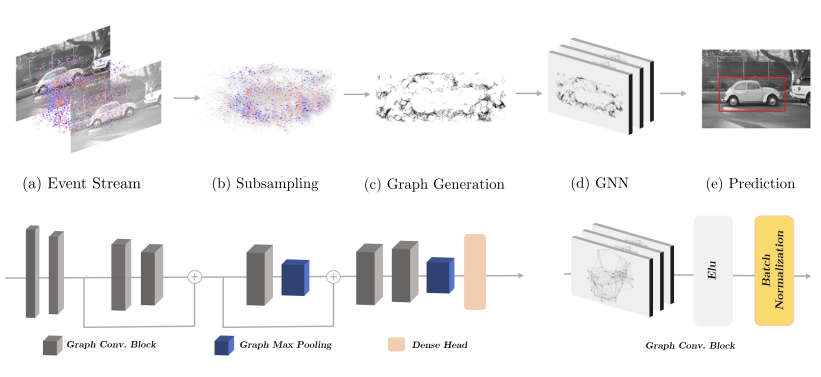 (a) Event Stream
(b) Subsampling
(c) Graph Generation
(d) GNN
(e) Prediction
+
+
Elu
Batch
Normalization
Graph Conv. Block
Graph Max Pooling
Dense Head
Graph Conv. Block